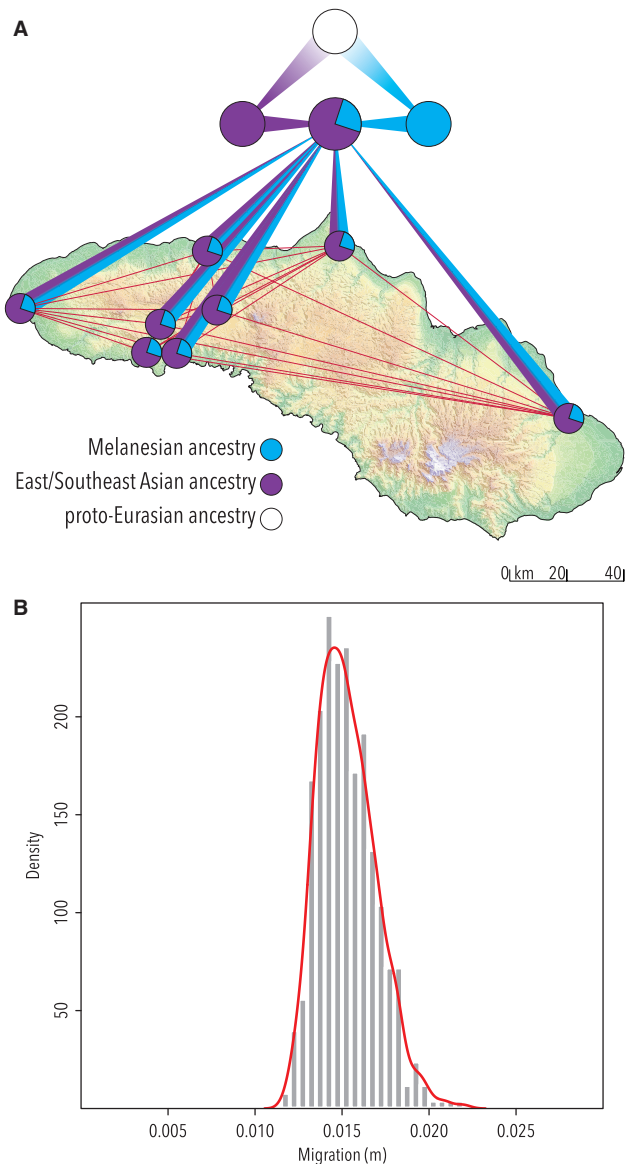 A
Melanesian ancestry
East/Southeast Asian ancestry
proto-Eurasian ancestry
0 km 20 40
B
200
150
100
50
Density
0.005 0.010 0.015 0.020 0.025
Migration (m)